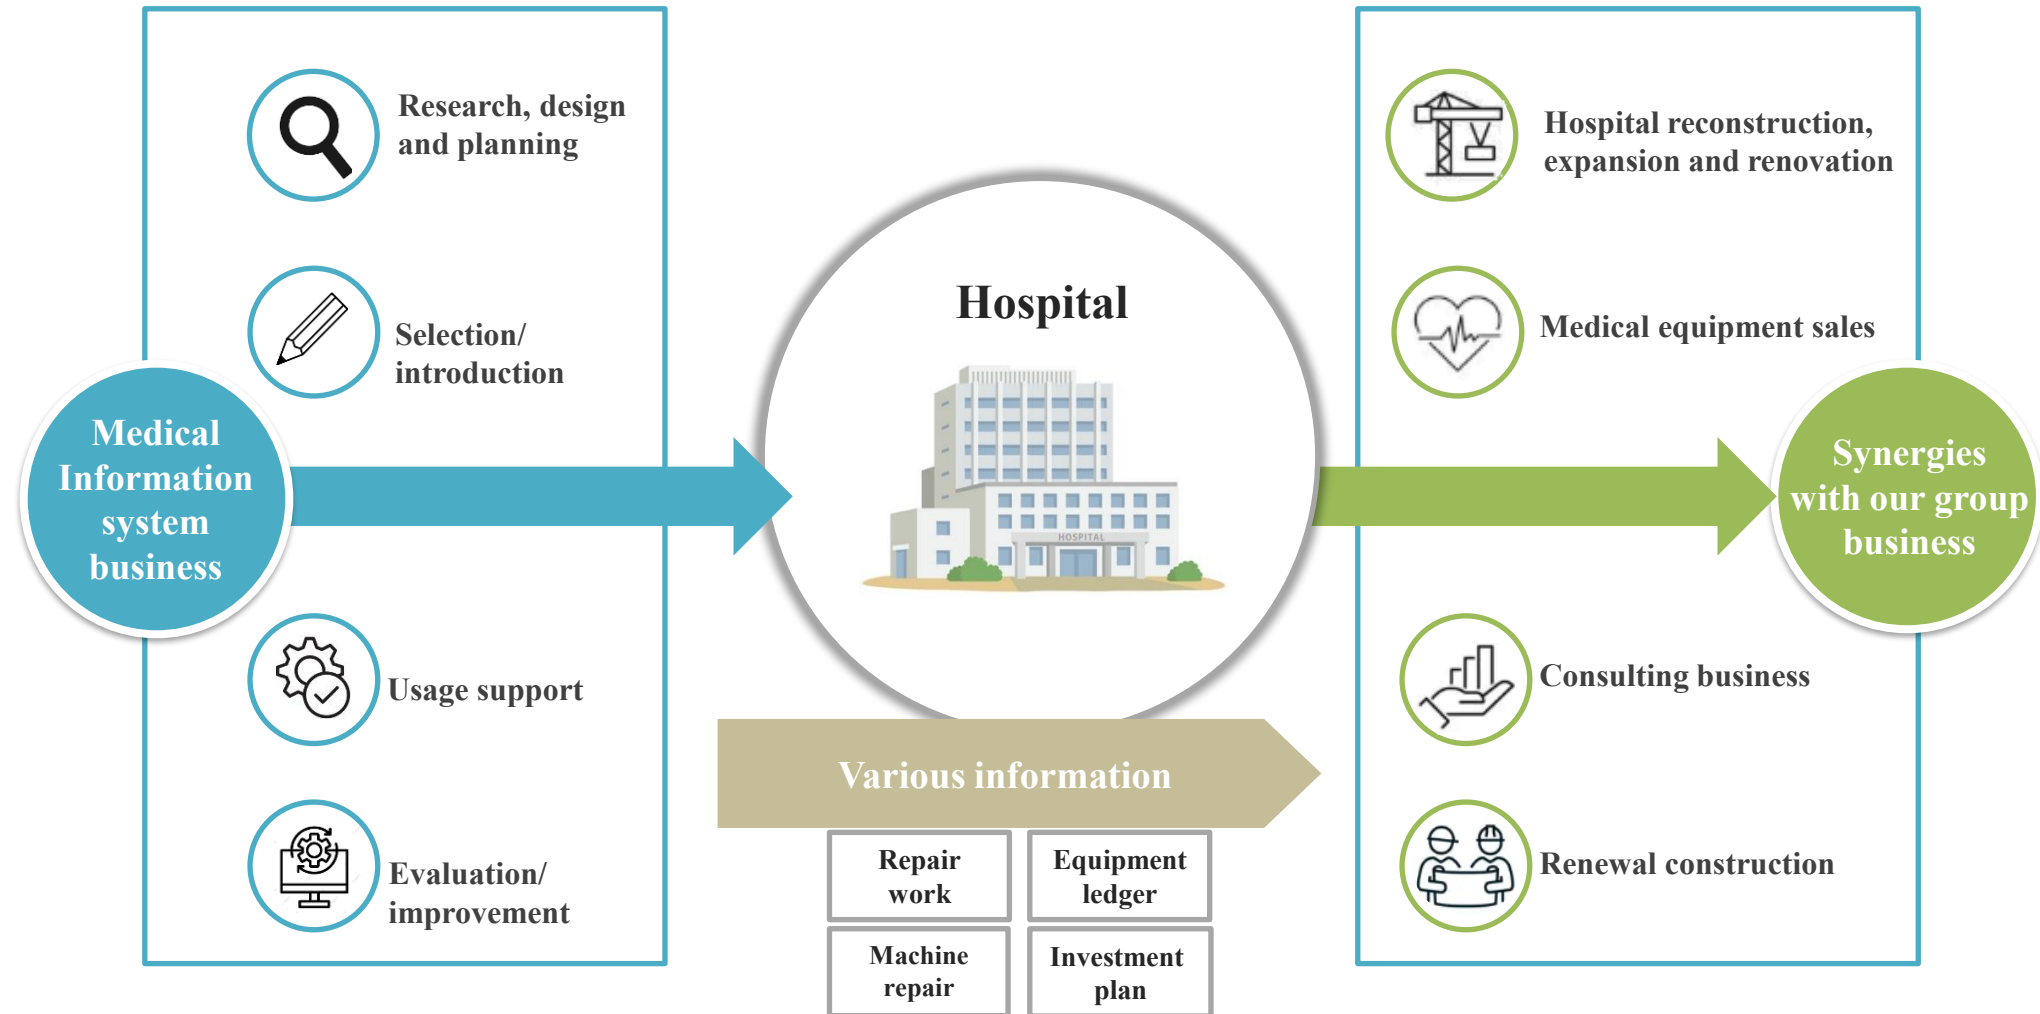 Medical
Information
system
business
Research, design
and planning
Selection/
introduction
Usage support
Evaluation/
improvement
Hospital
HOSPITAL
Various information
Repair
work
Equipment
ledger
Machine
repair
Investment
plan
Hospital reconstruction,
expansion and renovation
Medical equipment sales
Consulting business
Renewal construction
Synergies
with our group
business